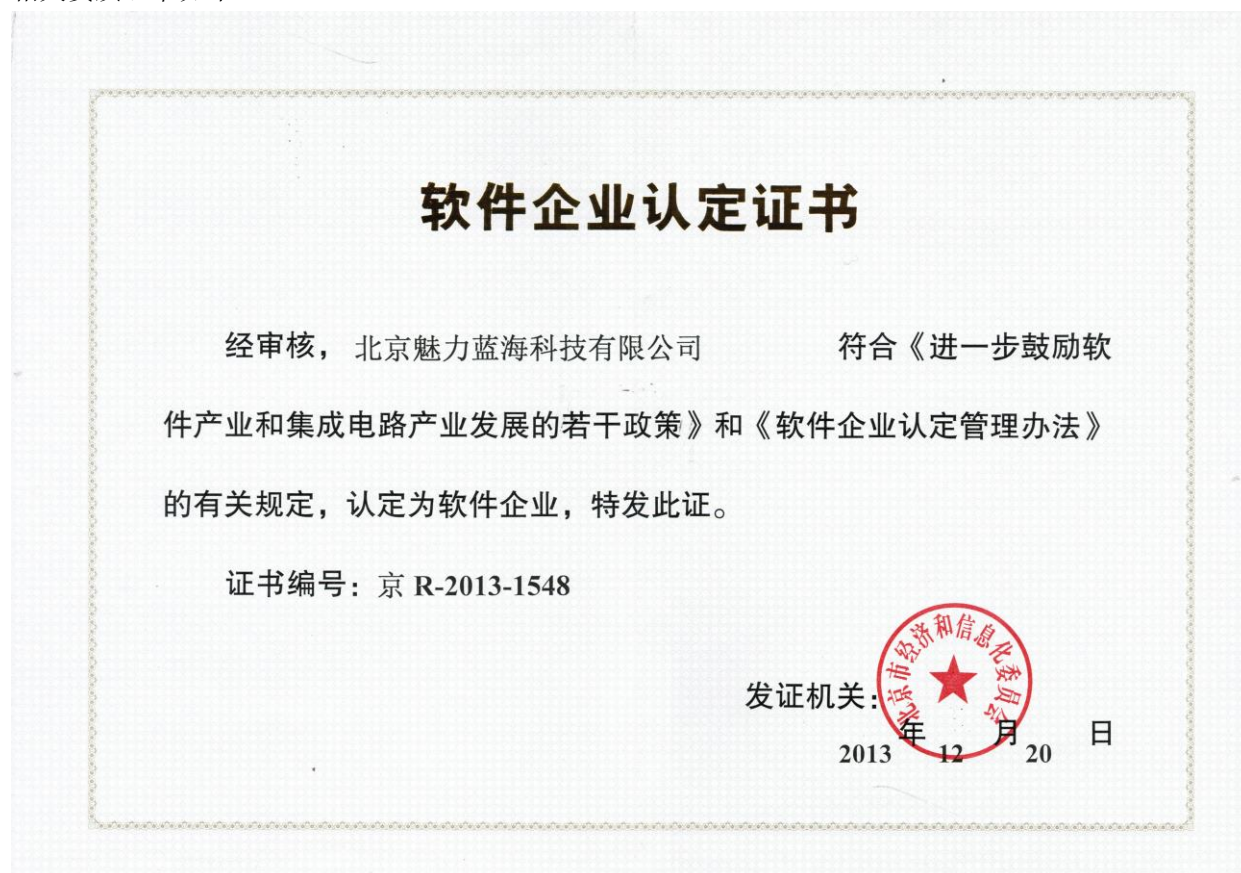 软件企业认定证书
经审核，北京魅力蓝海科技有限公司 符合《进一步鼓励软
件产业和集成电路产业发展的若干政策》和《软件企业认定管理办法》
的有关规定，认定为软件企业，特发此证。
证书编号：京 R-2013-1548
北京市经济和信息化委员会
发证机关：
2013 年 12 月 20 日